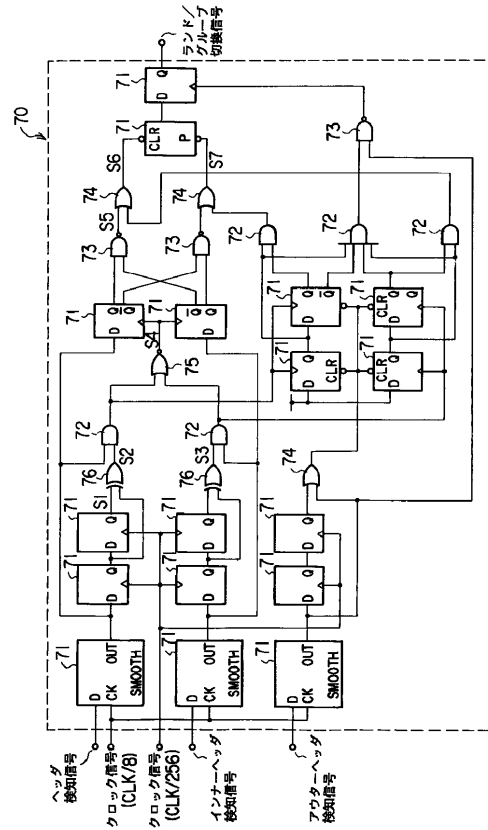 70
ヘッダ
検知信号
クロック信号
(CLK/8)
クロック信号
(CLK/256)
インナーヘッダ
検知信号
アウターヘッダ
検知信号
71
D
CK
OUT
SMOOTH
71
D
CK
OUT
SMOOTH
71
D
CK
OUT
SMOOTH
71
D Q
71
D Q
S1
76
S2
72
71
D Q
71
D Q
76
S3
72
71
D Q
71
D Q
74
75
S4
71
D Q
Q
71
D Q
Q
73
S5
73
74
S6
74
S7
71
CLR
P
71
D Q
ランド/
グルーブ
切換信号
71
D
CLR
71
Q
Q
71
CLR
D
71
CLR
Q
72
72
72
73